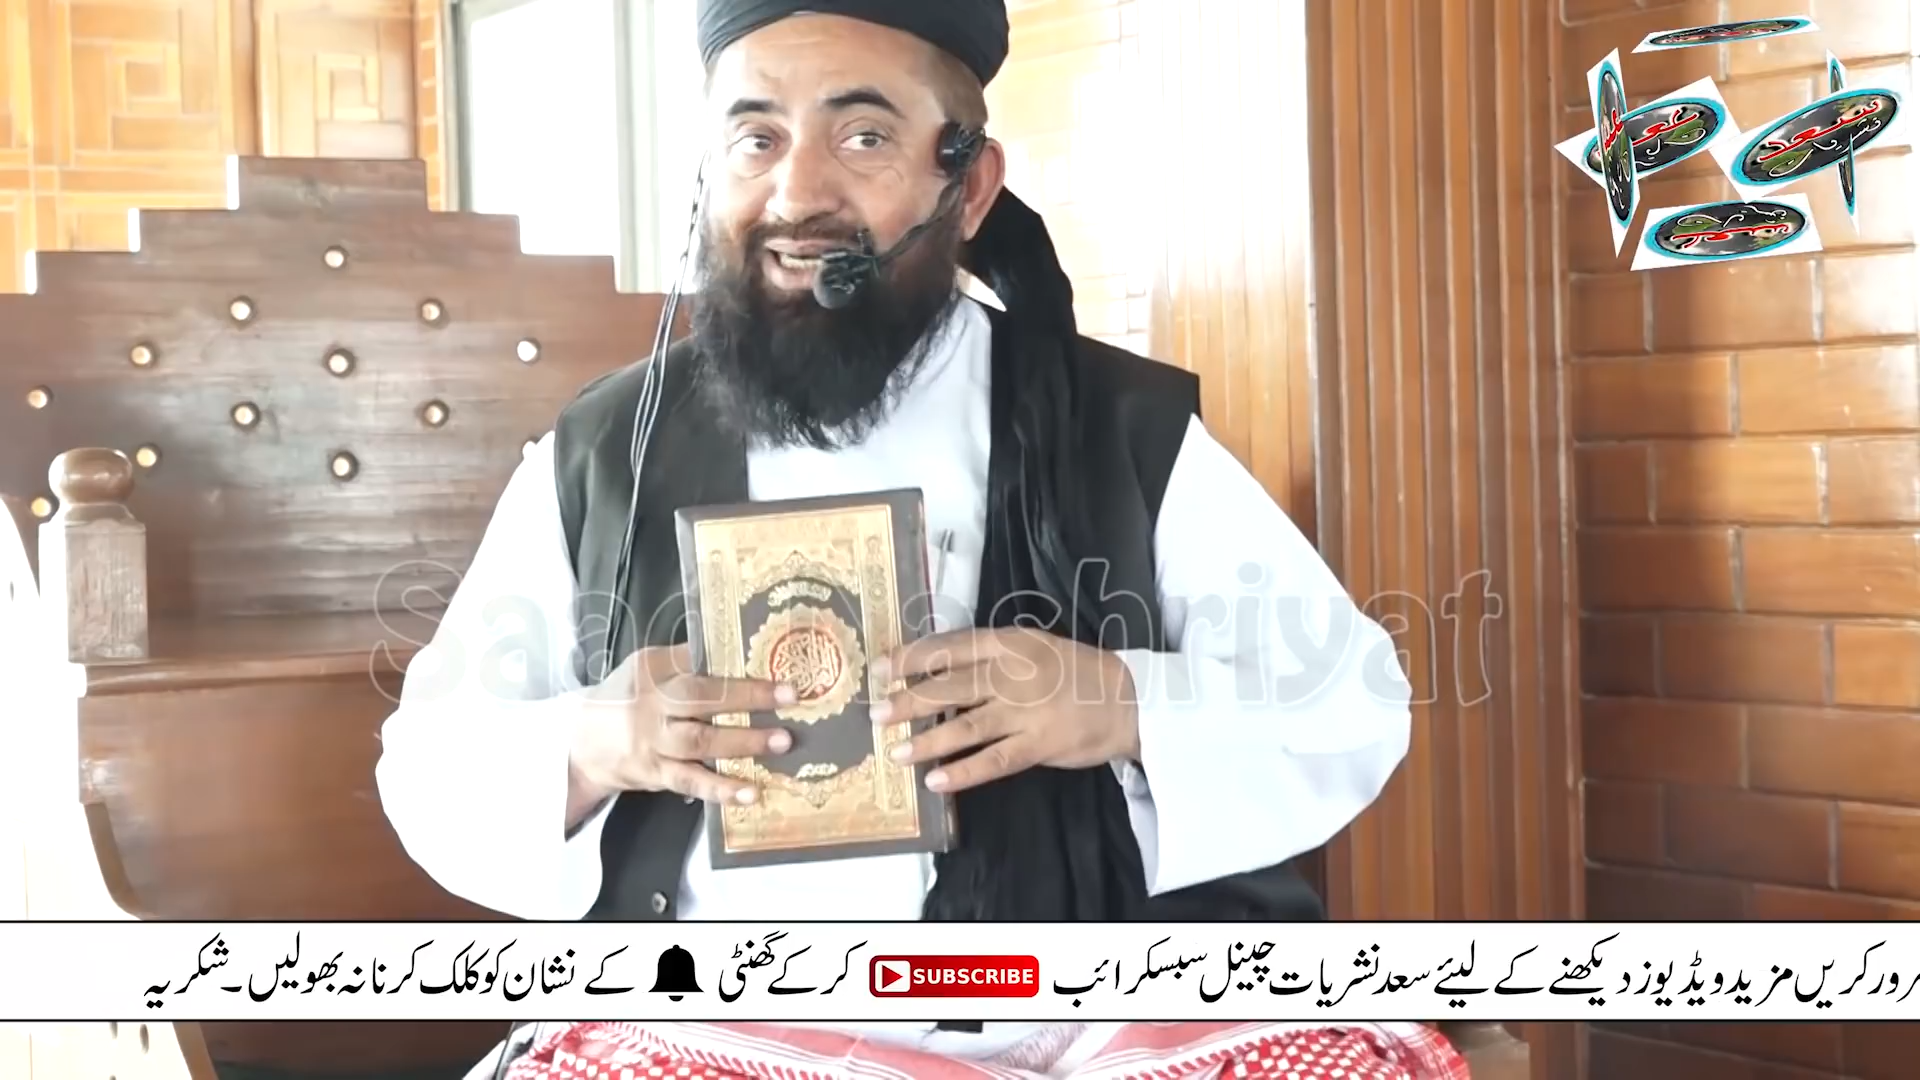 سعد
نشریات
Saad Nashriyat
رور کریں مزید ویڈیوز دیکھنے کے لیئے سعد نشریات چینل سبسکرائب SUBSCRIBE کر کے گھنٹی کے نشان کو کلک کرنا نہ بھولیں۔ شکریہ